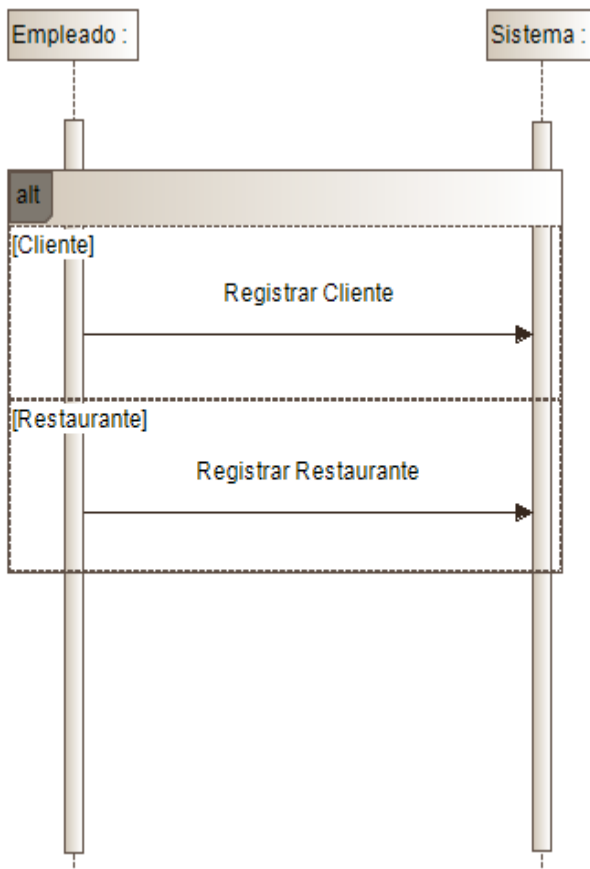 Empleado :
Sistema :
alt
[Cliente]
Registrar Cliente
[Restaurante]
Registrar Restaurante